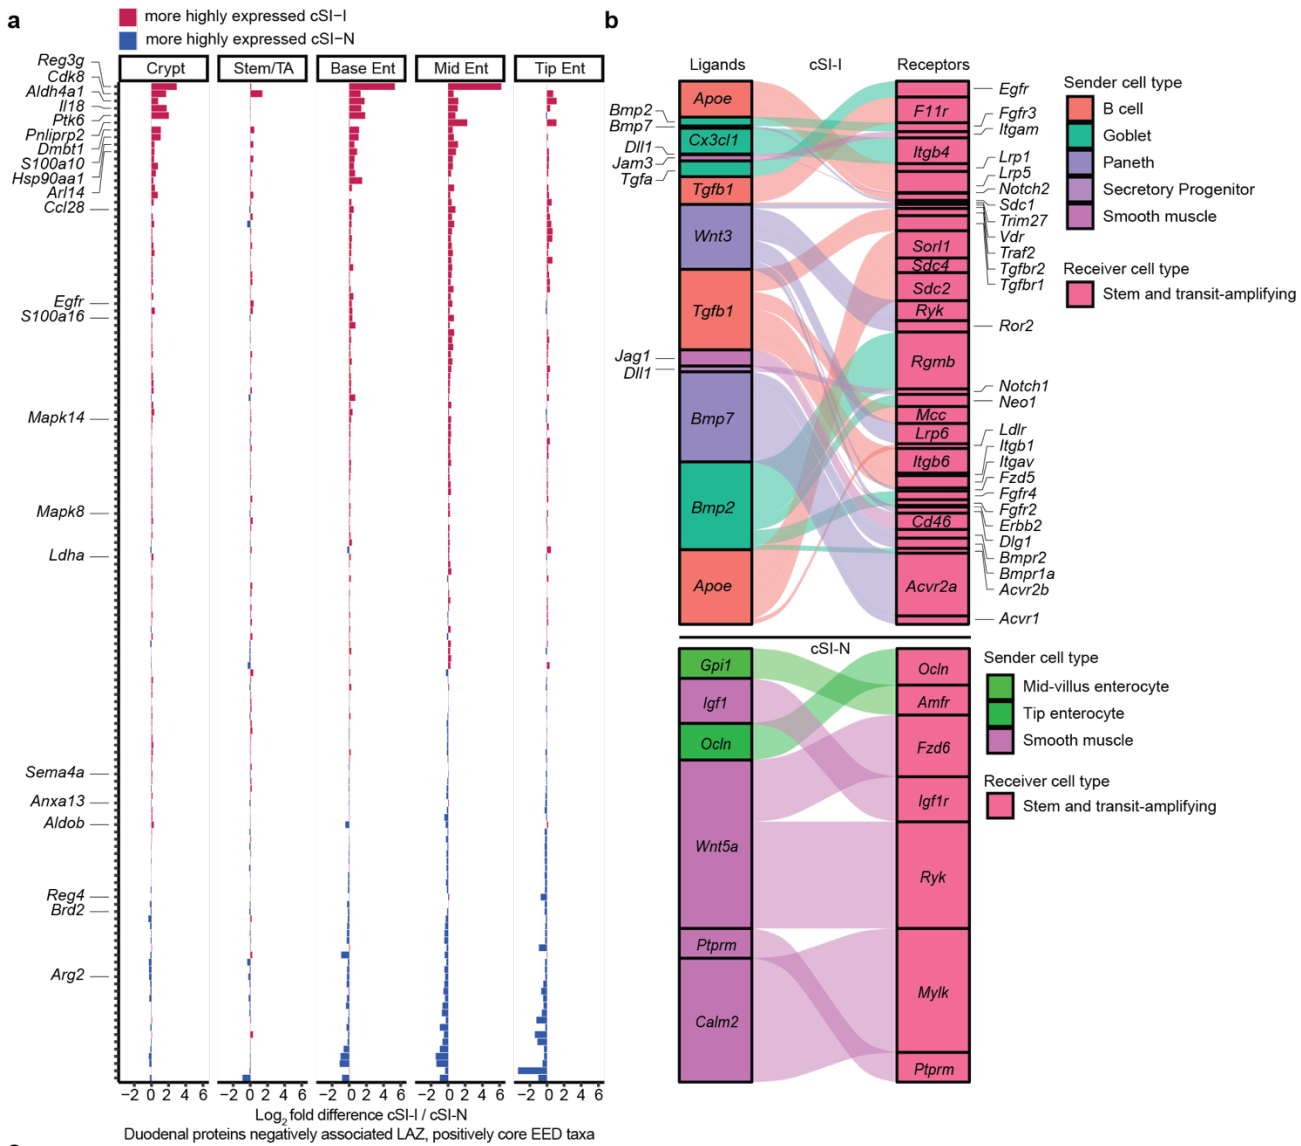 a
more highly expressed cSI−I
more highly expressed cSI−N
Crypt
Stem/TA
Base Ent
Mid Ent
Tip Ent
Reg3g
Cdk8
Aldh4a1
Il18
Ptk6
Pnliprp2
Dmbt1
S100a10
Hsp90aa1
Arl14
Ccl28
Egfr
S100a16
Mapk14
Mapk8
Ldha
Sema4a
Anxa13
Aldob
Reg4
Brd2
Arg2
−2 0 2 4 6
−2 0 2 4 6
−2 0 2 4 6
−2 0 2 4 6
−2 0 2 4 6
Log2 fold difference cSI-I / cSI-N
Duodenal proteins negatively associated LAZ, positively core EED taxa
b
Ligands
cSI-I
Receptors
Bmp2
Bmp7
Dll1
Jam3
Tgfa
Jag1
Dll1
Apoe
Cx3cl1
Tgfb1
Wnt3
Tgfb1
Bmp7
Bmp2
Apoe
F11r
Itgb4
Sorl1
Sdc4
Sdc2
Ryk
Rgmb
Mcc
Lrp6
Itgb6
Cd46
Acvr2a
Egfr
Fgfr3
Itgam
Lrp1
Lrp5
Notch2
Sdc1
Trim27
Vdr
Traf2
Tgfbr2
Tgfbr1
Ror2
Notch1
Neo1
Ldlr
Itgb1
Itgav
Fzd5
Fgfr4
Fgfr2
Erbb2
Dlg1
Bmpr2
Bmpr1a
Acvr2b
Acvr1
Sender cell type
B cell
Goblet
Paneth
Secretory Progenitor
Smooth muscle
Receiver cell type
Stem and transit-amplifying
cSI-N
Gpi1
Igf1
Ocln
Wnt5a
Ptprm
Calm2
Ocln
Amfr
Fzd6
Igf1r
Ryk
Mylk
Ptprm
Sender cell type
Mid-villus enterocyte
Tip enterocyte
Smooth muscle
Receiver cell type
Stem and transit-amplifying